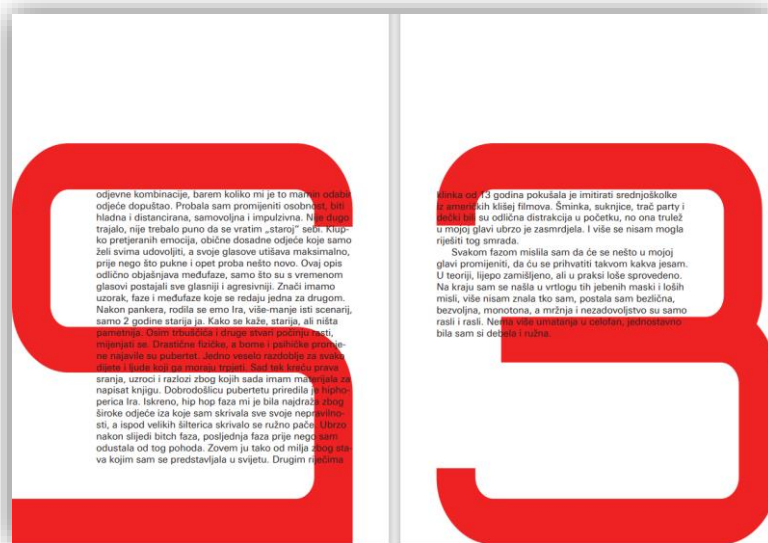 odjevne kombinacije, barem koliko mi je to mamin odabir
odjeće dopuštao. Probala sam promijeniti osobnost, biti
hladna i distancirana, samovoljna i impulzivna. Nije dugo
trajalo, nije trebalo puno da se vratim „staroj” sebi. Klup-
ko pretjeranih emocija, obične dosadne odjeće koje samo
želi svima udovoljiti, a svoje glasove utišava maksimalno,
prije nego što pukne i opet proba nešto novo. Ovaj opis
odlično objašnjava međufaze, samo što su s vremenom
glasovi postajali sve glasniji i agresivniji. Znači imamo
uzorak, faze i međufaze koje se redaju jedna za drugom.
Nakon pankera, rodila se emo Ira, više-manje isti scenarij,
samo 2 godine starija ja. Kako se kaže, starija, ali ništa
pametnija. Osim trbuščića i druge stvari počinju rasti,
mijenjati se. Drastične fizičke, a bome i psihičke promje-
ne najavile su pubertet. Jedno veselo razdoblje za svako
dijete i ljude koji ga moraju trpjeti. Sad tek kreću prava
sranja, uzroci i razlozi zbog kojih sada imam materijala za
napisat knjigu. Dobrodošlicu pubertetu priredila je hipho-
perica Ira. Iskreno, hip hop faza mi je bila najdraža zbog
široke odjeće iza koje sam skrivala sve svoje nepravilno-
sti, a ispod velikih šilterica skrivalo se ružno pače. Ubrzo
nakon slijedi bitch faza, posljednja faza prije nego sam
odustala od tog pohoda. Zovem ju tako od milja zbog sta-
va kojim sam se predstavljala u svijetu. Drugim riječima
klinka od 13 godina pokušala je imitirati srednjoškolke
iz američkih klišej filmova. Šminka, suknjice, trač party i
dečki bili su odlična distrakcija u početku, no ona trulež
u mojoj glavi ubrzo je zasmrdjela. I više se nisam mogla
riješiti tog smrada.
Svakom fazom mislila sam da će se nešto u mojoj
glavi promijeniti, da ću se prihvatiti takvom kakva jesam.
U teoriji, lijepo zamišljeno, ali u praksi loše sprovedeno.
Na kraju sam se našla u vrtlogu tih jebenih maski i loših
misli, više nisam znala tko sam, postala sam bezlična,
bezvoljna, monotona, a mržnja i nezadovoljstvo su samo
rasli i rasli. Nema više umatanja u celofan, jednostavno
bila sam si debela i ružna.